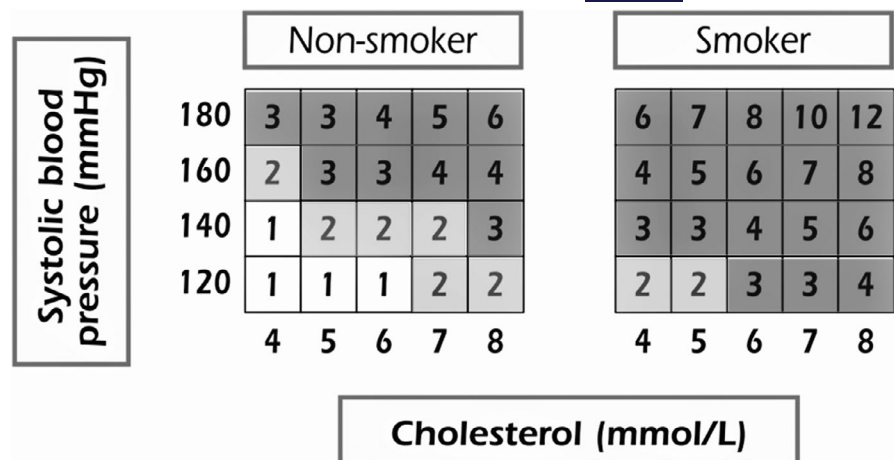 Non-smoker
Smoker
Systolic blood
pressure (mmHg)
180 3 3 4 5 6 6 7 8 10 12
160 2 3 3 4 4 4 5 6 7 8
140 1 2 2 2 3 3 3 4 5 6
120 1 1 1 2 2 2 2 3 3 4
4 5 6 7 8 4 5 6 7 8
Cholesterol (mmol/L)